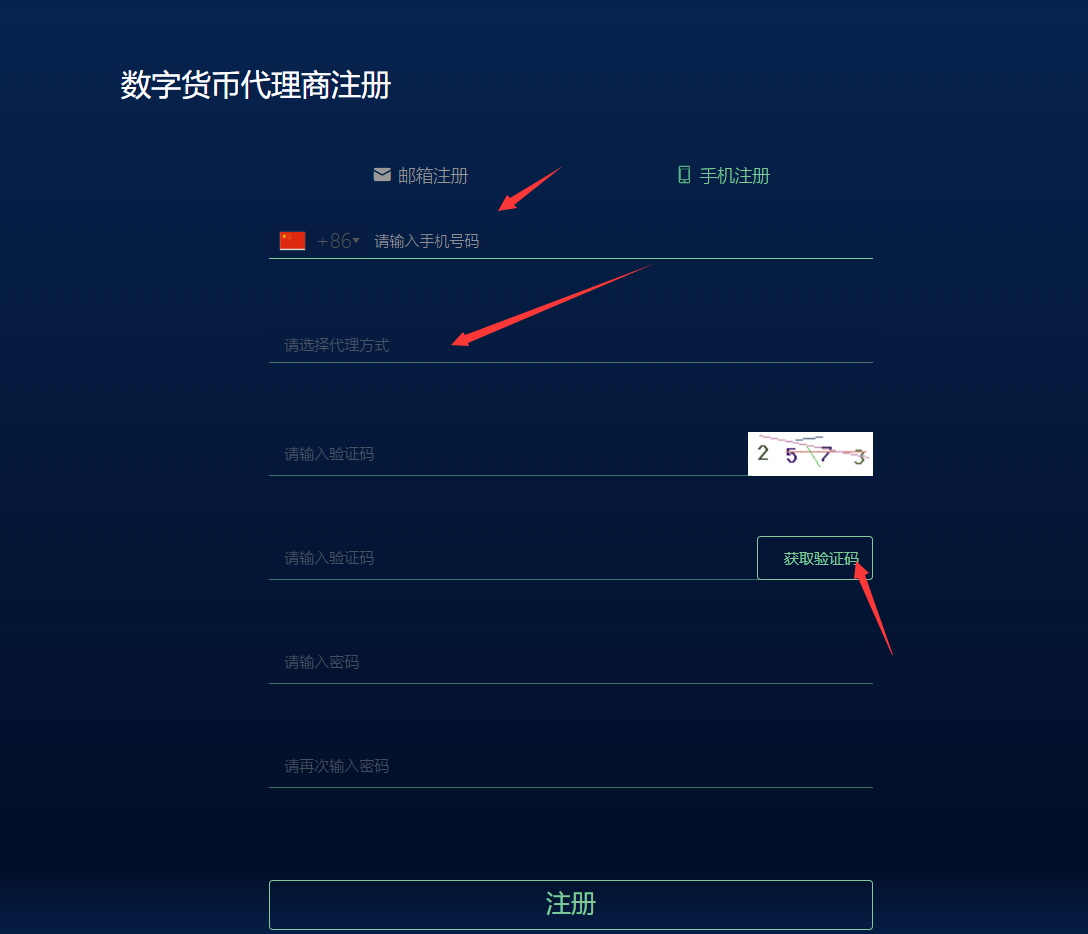 数字货币代理商注册
邮箱注册 手机注册
+86 请输入手机号码
请选择代理方式
请输入验证码 2 5 7 3
请输入验证码 获取验证码
请输入密码
请再次输入密码
注册